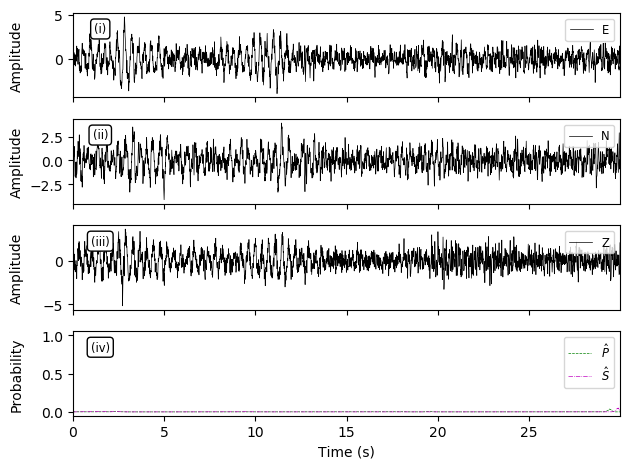 5
0
Amplitude
(i)
E
2.5
0.0
−2.5
Amplitude
(ii)
N
0
−5
Amplitude
(iii)
Z
1.0
0.5
0.0
Probability
(iv)
P̂
Ŝ
0 5 10 15 20 25
Time (s)